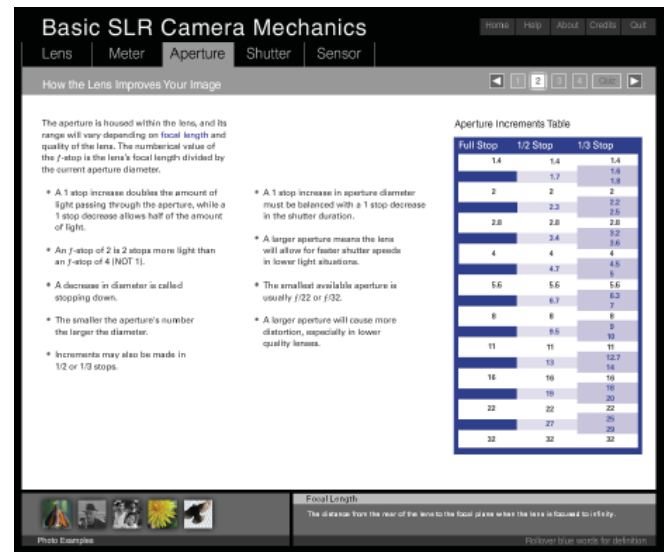 Basic SLR Camera Mechanics
Home Help About Credits Quit
Lens Meter Aperture Shutter Sensor
How the Lens Improves Your Image
1 2 3 4 Quiz
The aperture is housed within the lens, and its
range will vary depending on focal length and
quality of the lens. The numberical value of
the ƒ-stop is the lens's focal length divided by
the current aperture diameter.
* A 1 stop increase doubles the amount of
light passing through the aperture, while a
1 stop decrease allows half of the amount
of light.
* An ƒ-stop of 2 is 2 stops more light than
an ƒ-stop of 4 (NOT 1).
* A decrease in diameter is called
stopping down.
* The smaller the aperture's number
the larger the diameter.
* Increments may also be made in
1/2 or 1/3 stops.
* A 1 stop increase in aperture diameter
must be balanced with a 1 stop decrease
in the shutter duration.
* A larger aperture means the lens
will allow for faster shutter speeds
in lower light situations.
* The smallest available aperture is
usually ƒ/22 or ƒ/32.
* A larger aperture will cause more
distortion, especially in lower
quality lenses.
Aperture Increments Table
Full Stop 1/2 Stop 1/3 Stop
1.4 1.4 1.4
1.7 1.6
1.8
2 2 2
2.3 2.2
2.5
2.8 2.8 2.8
3.4 3.2
3.6
4 4 4
4.7 4.5
5
5.6 5.6 5.6
6.7 6.3
7
8 8 8
9.5 9
10
11 11 11
13 12.7
14
16 16 16
19 18
20
22 22 22
27 25
29
32 32 32
Photo Examples
Focal Length
The distance from the rear of the lens to the focal plane when the lens is focused to infinity.
Rollover blue words for definition